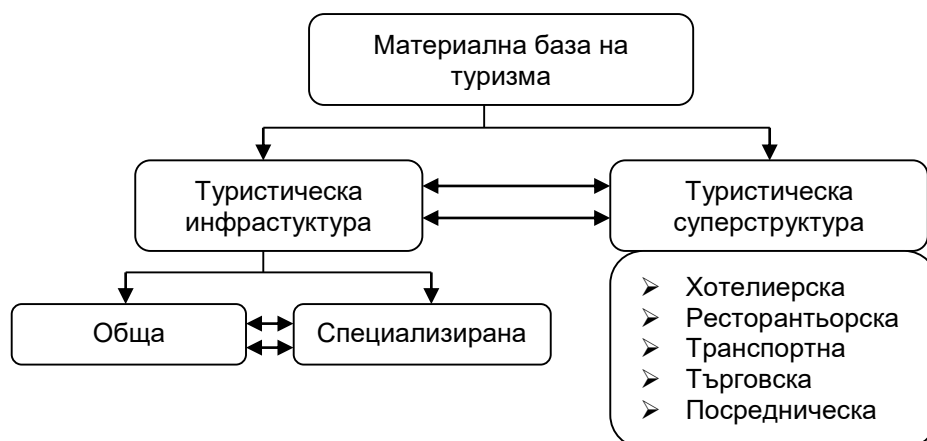 Материална база на
туризма
Туристическа
инфрастуктура
Туристическа
суперструктура
Обща
Специализирана
Хотелиерска
Ресторантьорска
Транспортна
Търговска
Посредническа